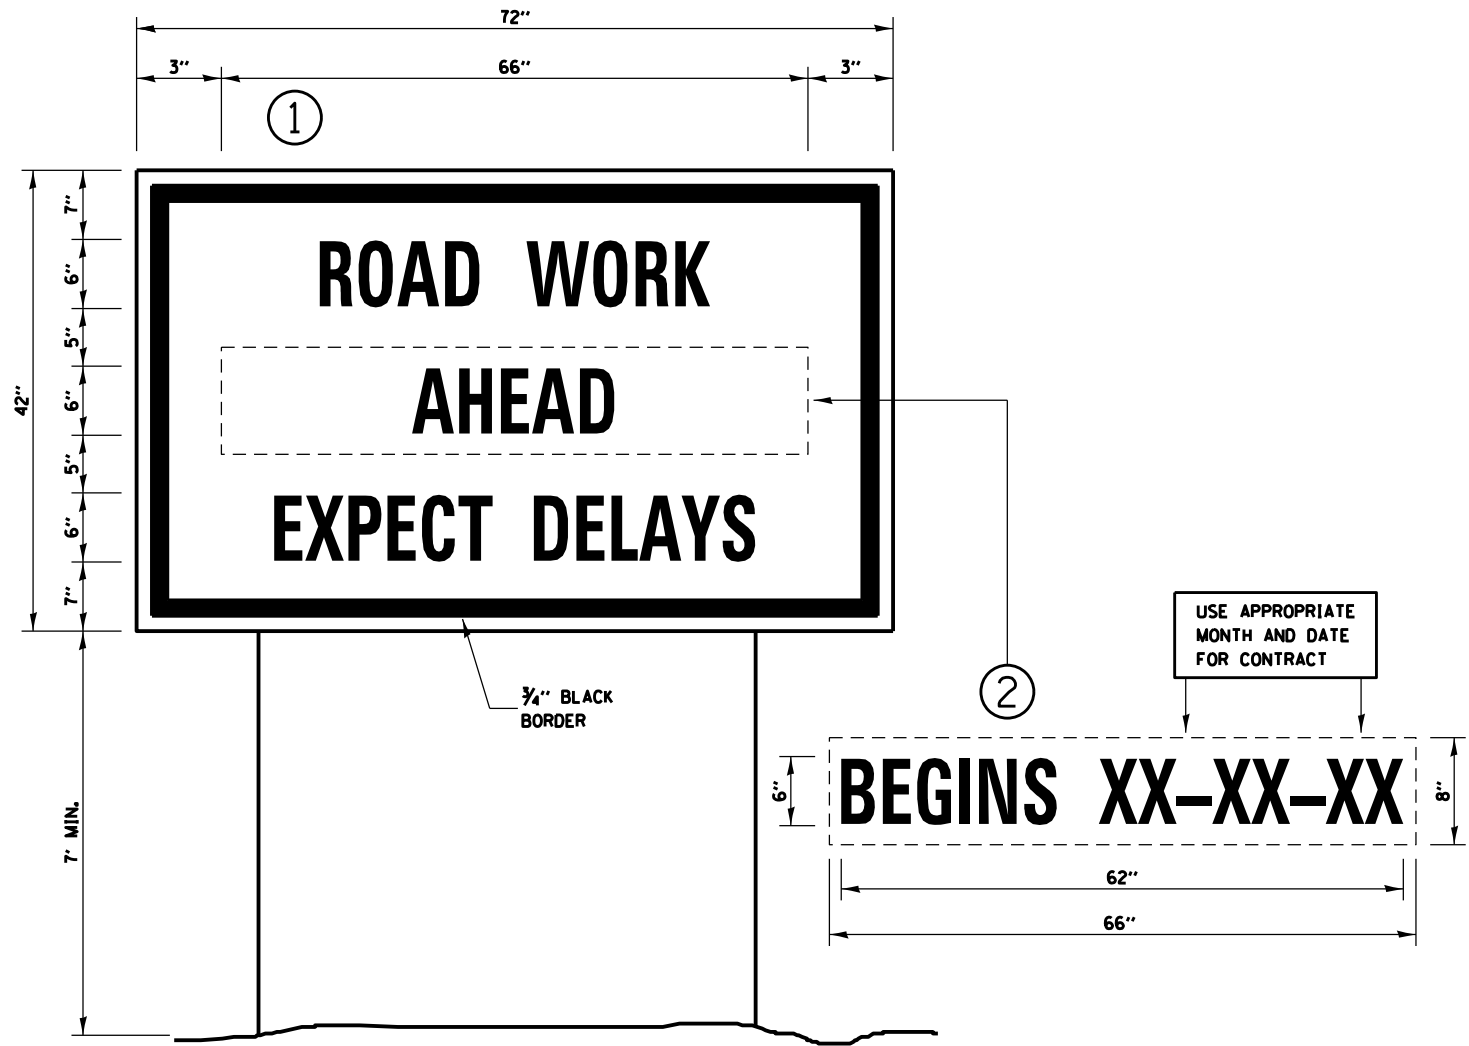 72"
3" 66" 3"
1
7"
6"
5"
6"
5"
6"
7"
42"
7' MIN.
ROAD WORK
AHEAD
EXPECT DELAYS
3/4" BLACK
BORDER
2
USE APPROPRIATE
MONTH AND DATE
FOR CONTRACT
6"
BEGINS XX-XX-XX
8"
62"
66"